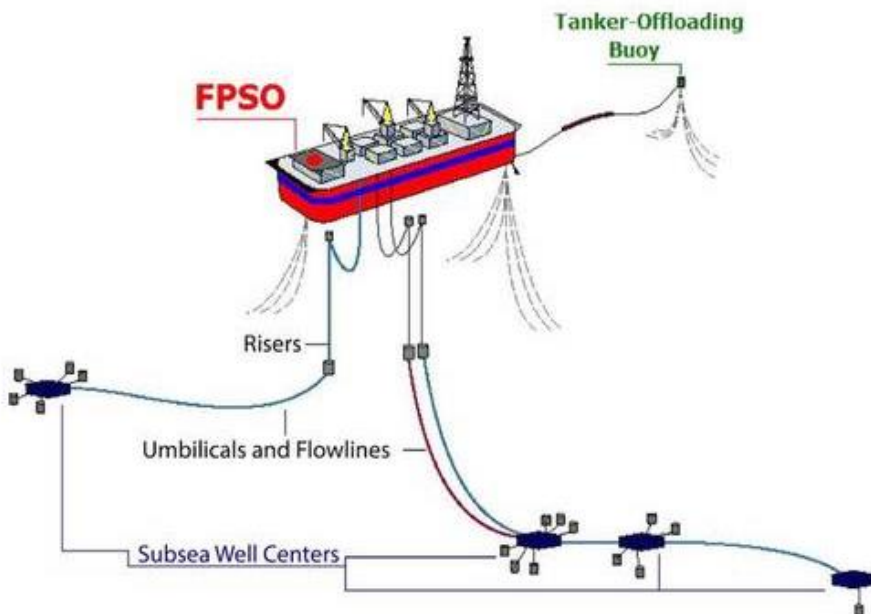 Tanker-Offloading
Buoy
FPSO
Risers
Umbilicals and Flowlines
Subsea Well Centers